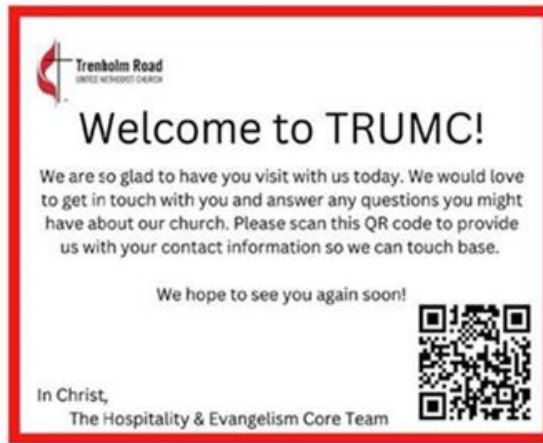 Trenholm Road
UNITED METHODIST CHURCH
Welcome to TRUMC!
We are so glad to have you visit with us today. We would love
to get in touch with you and answer any questions you might
have about our church. Please scan this QR code to provide
us with your contact information so we can touch base.
We hope to see you again soon!
In Christ,
The Hospitality & Evangelism Core Team